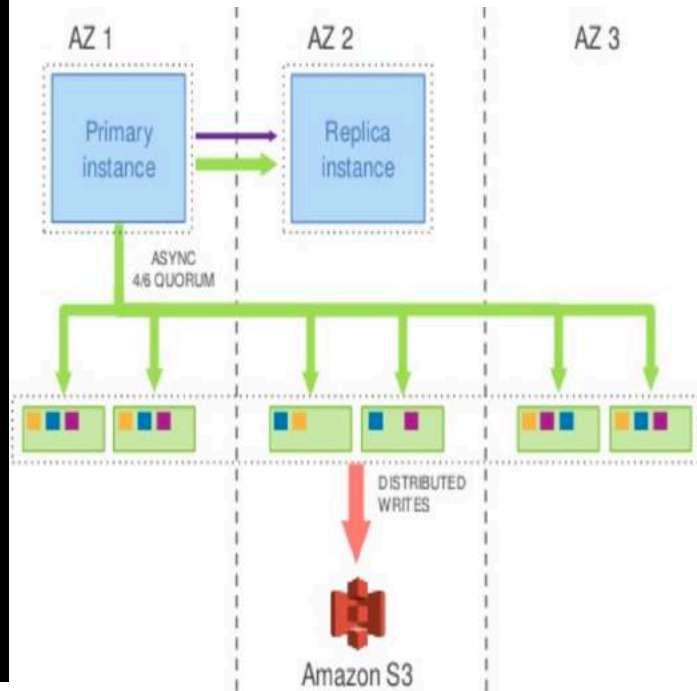 AZ 1
AZ 2
AZ 3
Primary
instance
Replica
instance
ASYNC
4/6 QUORUM
DISTRIBUTED
WRITES
Amazon S3